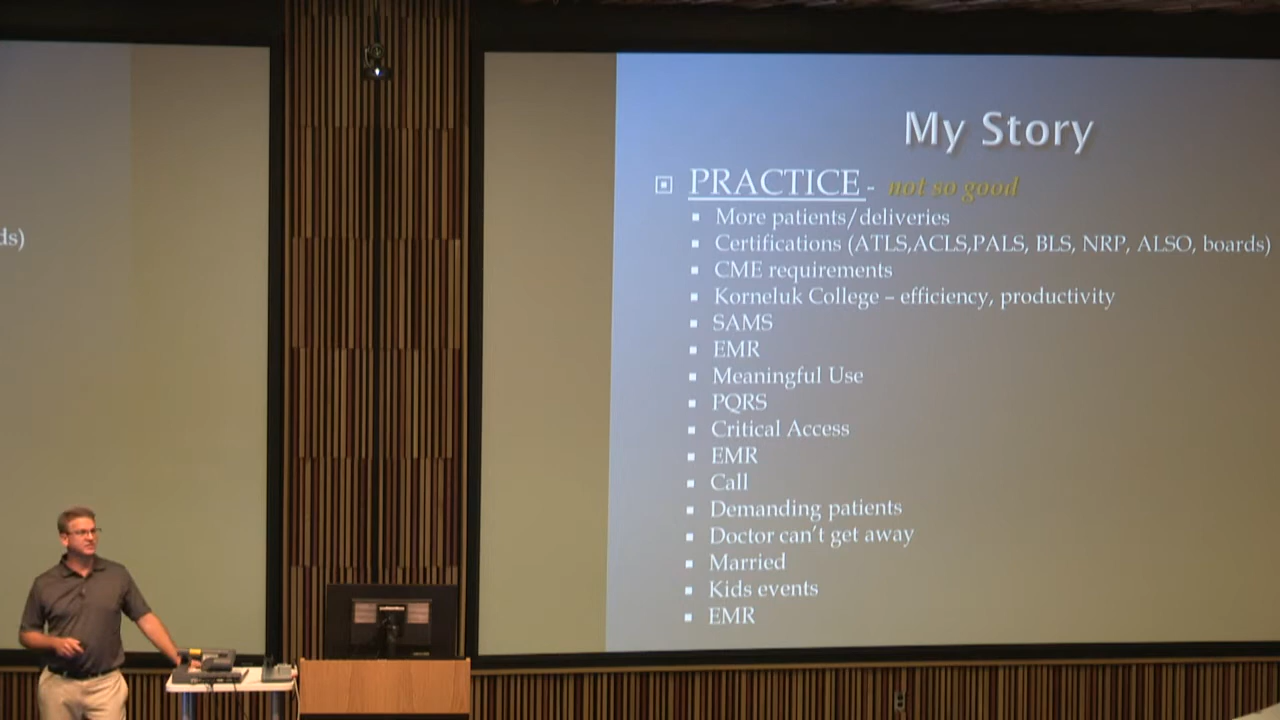 ds)
My Story
PRACTICE - not so good
More patients/deliveries
Certifications (ATLS,ACLS,PALS, BLS, NRP, ALSO, boards)
CME requirements
Korneluk College – efficiency, productivity
SAMS
EMR
Meaningful Use
PQRS
Critical Access
EMR
Call
Demanding patients
Doctor can't get away
Married
Kids events
EMR